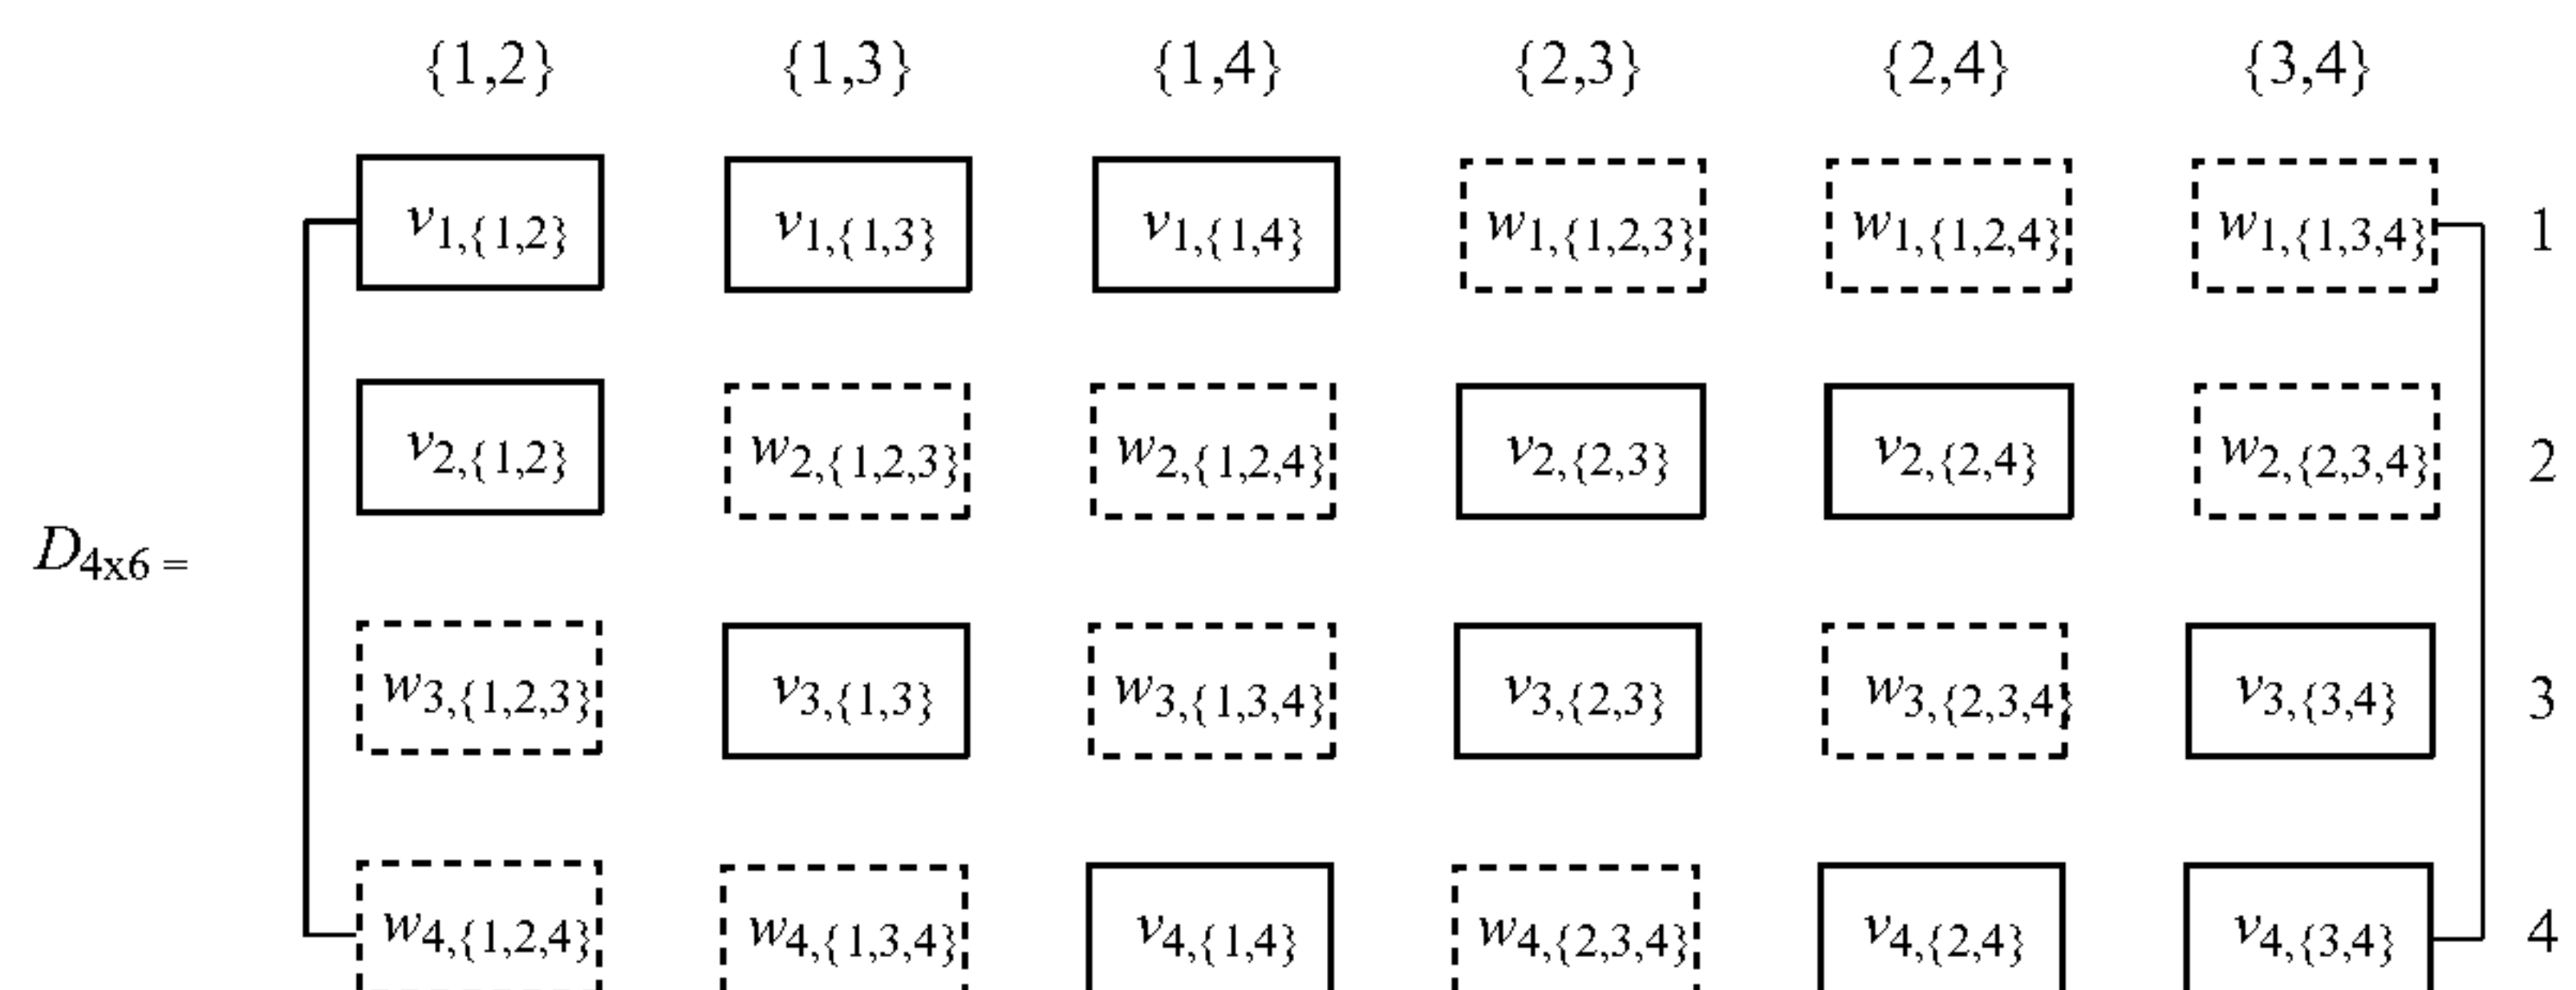 {1,2} {1,3} {1,4} {2,3} {2,4} {3,4}
v1,{1,2} v1,{1,3} v1,{1,4} w1,{1,2,3} w1,{1,2,4} w1,{1,3,4} 1
v2,{1,2} w2,{1,2,3} w2,{1,2,4} v2,{2,3} v2,{2,4} w2,{2,3,4} 2
D4x6 =
w3,{1,2,3} v3,{1,3} w3,{1,3,4} v3,{2,3} w3,{2,3,4} v3,{3,4} 3
w4,{1,2,4} w4,{1,3,4} v4,{1,4} w4,{2,3,4} v4,{2,4} v4,{3,4} 4